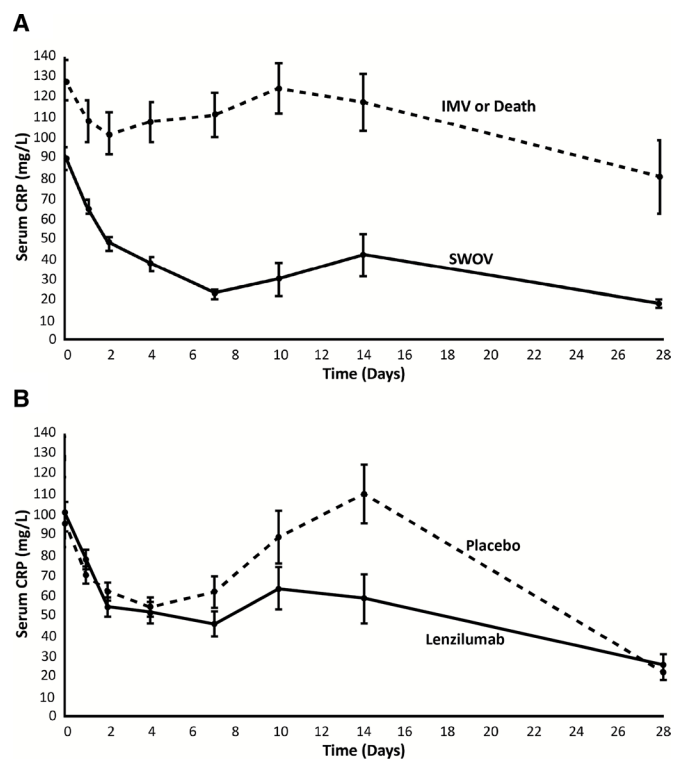 A
140
130
120
110
100
90
80
70
60
50
40
30
20
10
0
Serum CRP (mg/L)
IMV or Death
SWOV
0 2 4 6 8 10 12 14 16 18 20 22 24 26 28
Time (Days)
B
140
130
120
110
100
90
80
70
60
50
40
30
20
10
0
Serum CRP (mg/L)
Placebo
Lenzilumab
0 2 4 6 8 10 12 14 16 18 20 22 24 26 28
Time (Days)